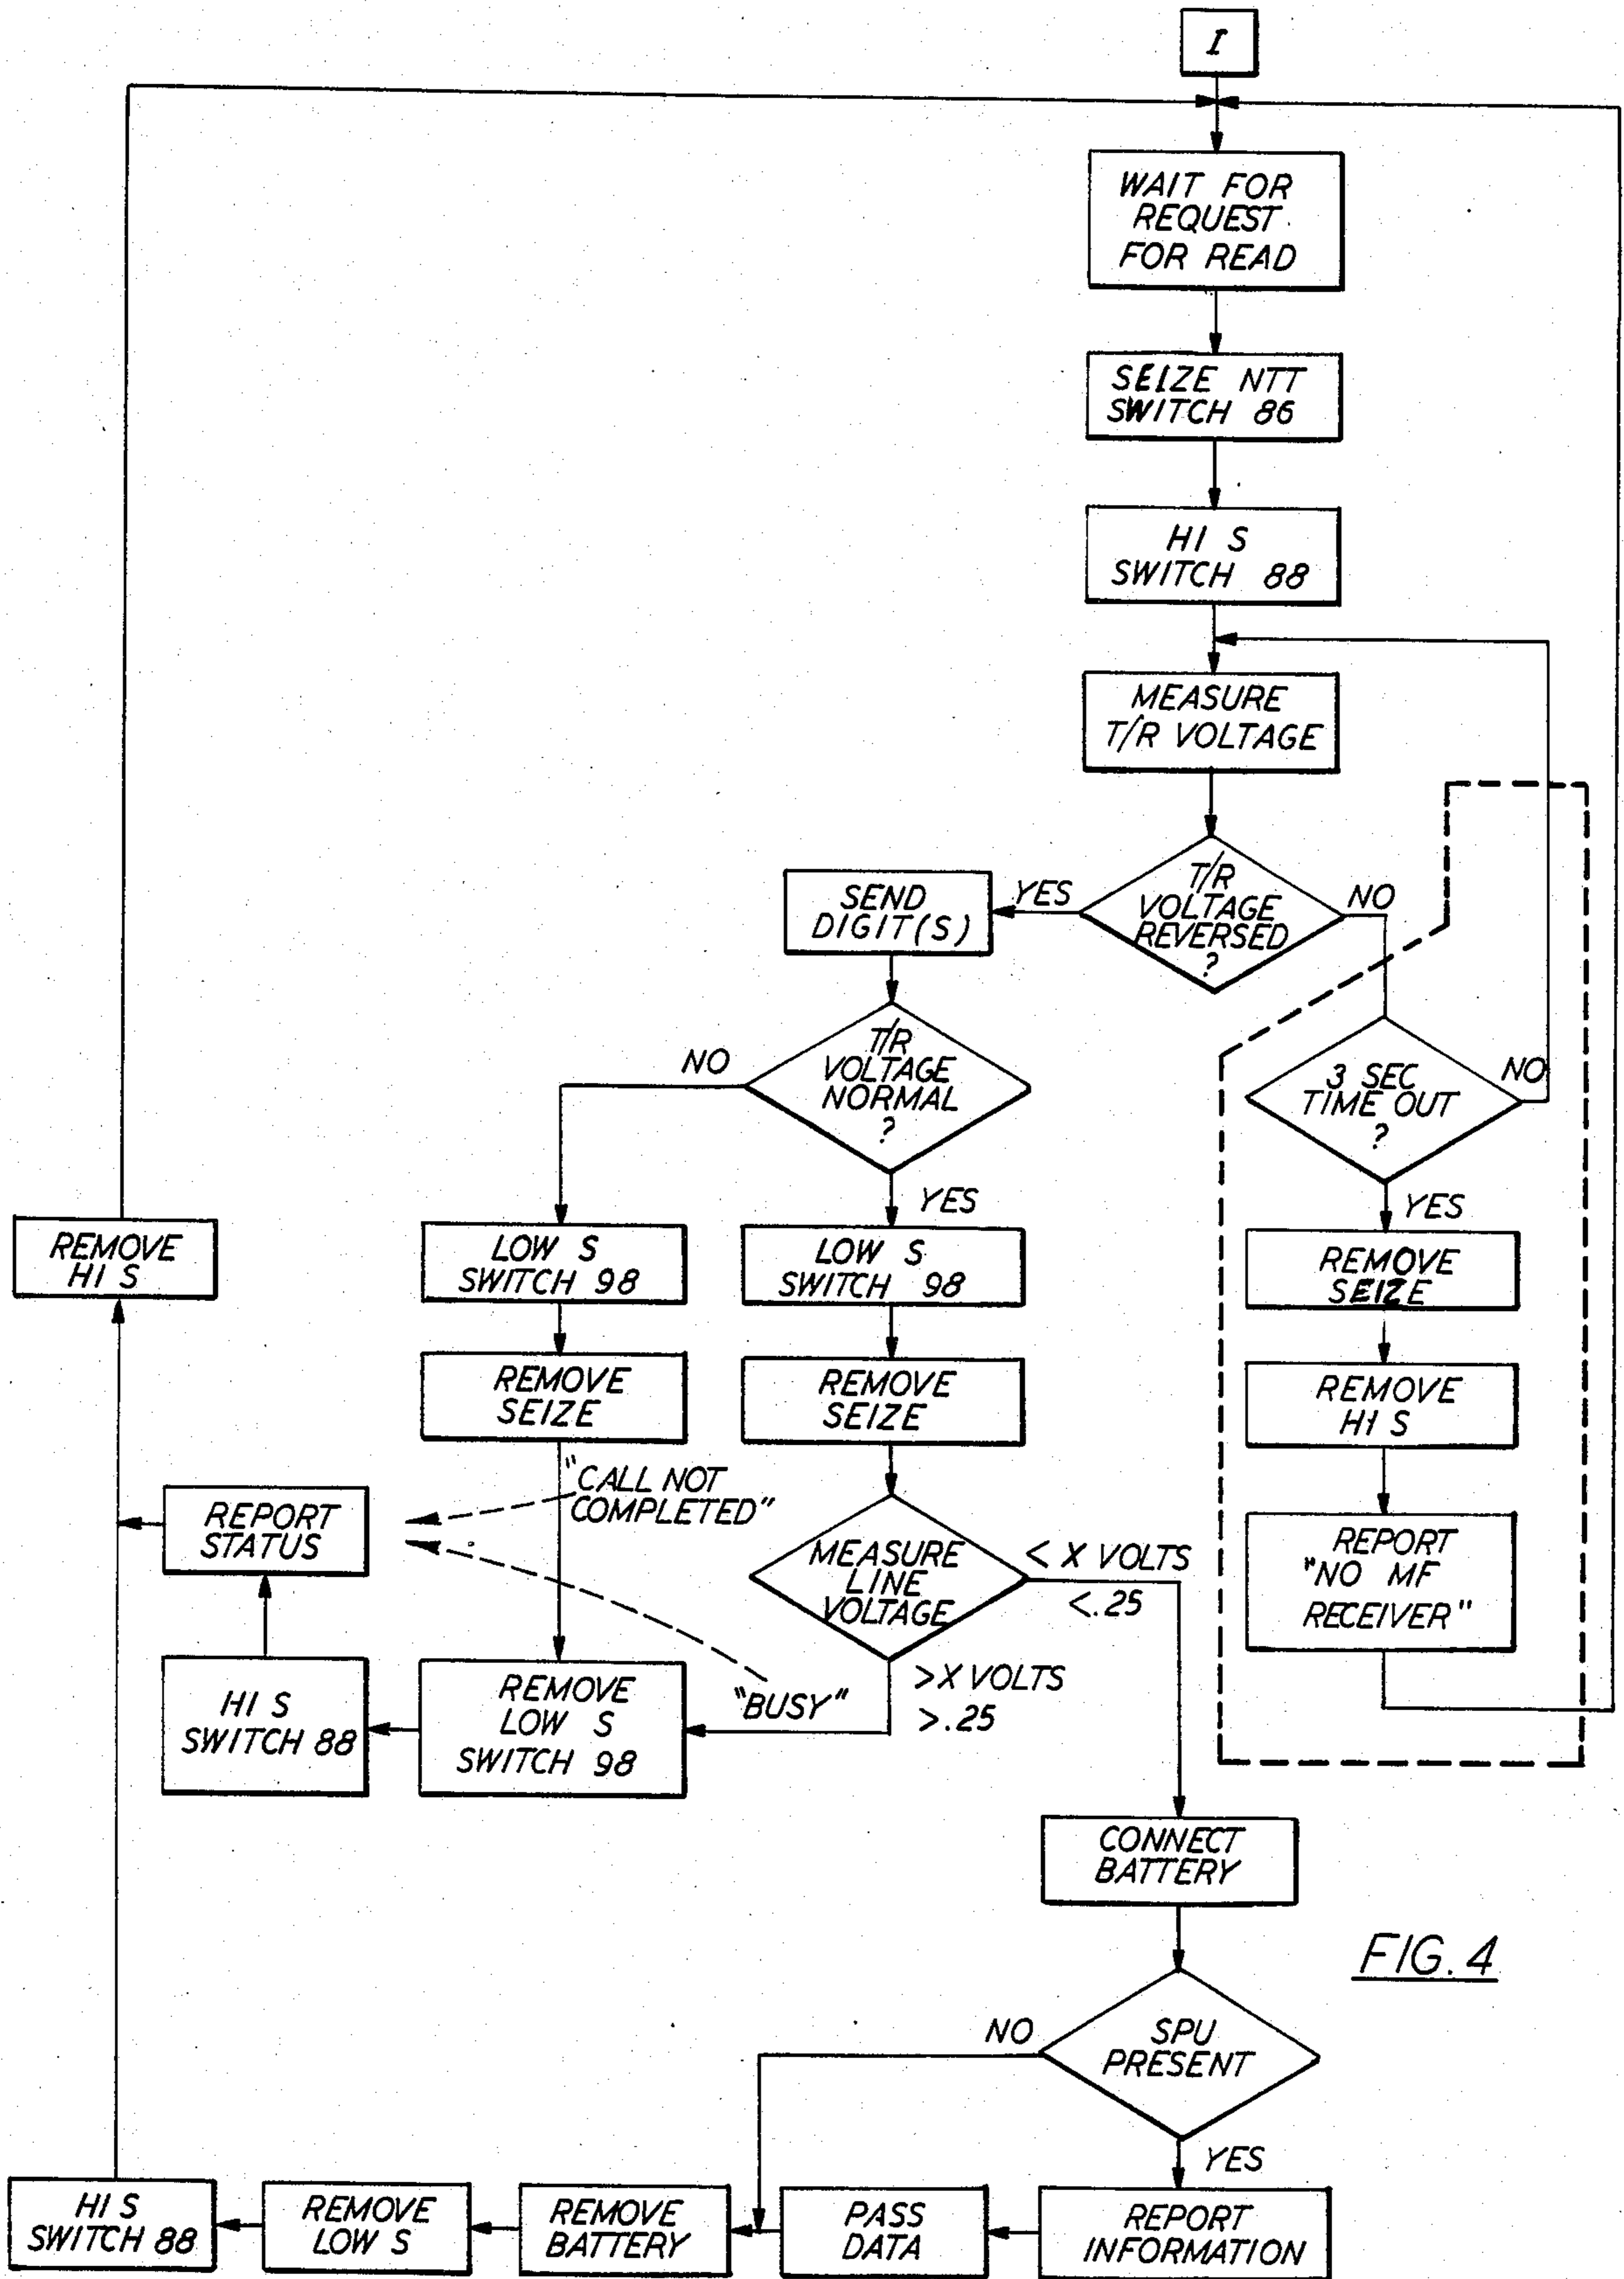 I
WAIT FOR
REQUEST
FOR READ
SEIZE NTT
SWITCH 86
HI S
SWITCH 88
MEASURE
T/R VOLTAGE
T/R
VOLTAGE
REVERSED
?
YES
NO
SEND
DIGIT(S)
T/R
VOLTAGE
NORMAL
?
NO
YES
3 SEC
TIME OUT
?
NO
YES
REMOVE
HI S
LOW S
SWITCH 98
LOW S
SWITCH 98
REMOVE
SEIZE
REMOVE
SEIZE
REMOVE
SEIZE
REMOVE
HI S
"CALL NOT
COMPLETED"
REPORT
STATUS
MEASURE
LINE
VOLTAGE
< X VOLTS
<.25
REPORT
"NO MF
RECEIVER"
HI S
SWITCH 88
REMOVE
LOW S
SWITCH 98
"BUSY"
>X VOLTS
>.25
CONNECT
BATTERY
FIG. 4
SPU
PRESENT
NO
YES
HI S
SWITCH 88
REMOVE
LOW S
REMOVE
BATTERY
PASS
DATA
REPORT
INFORMATION